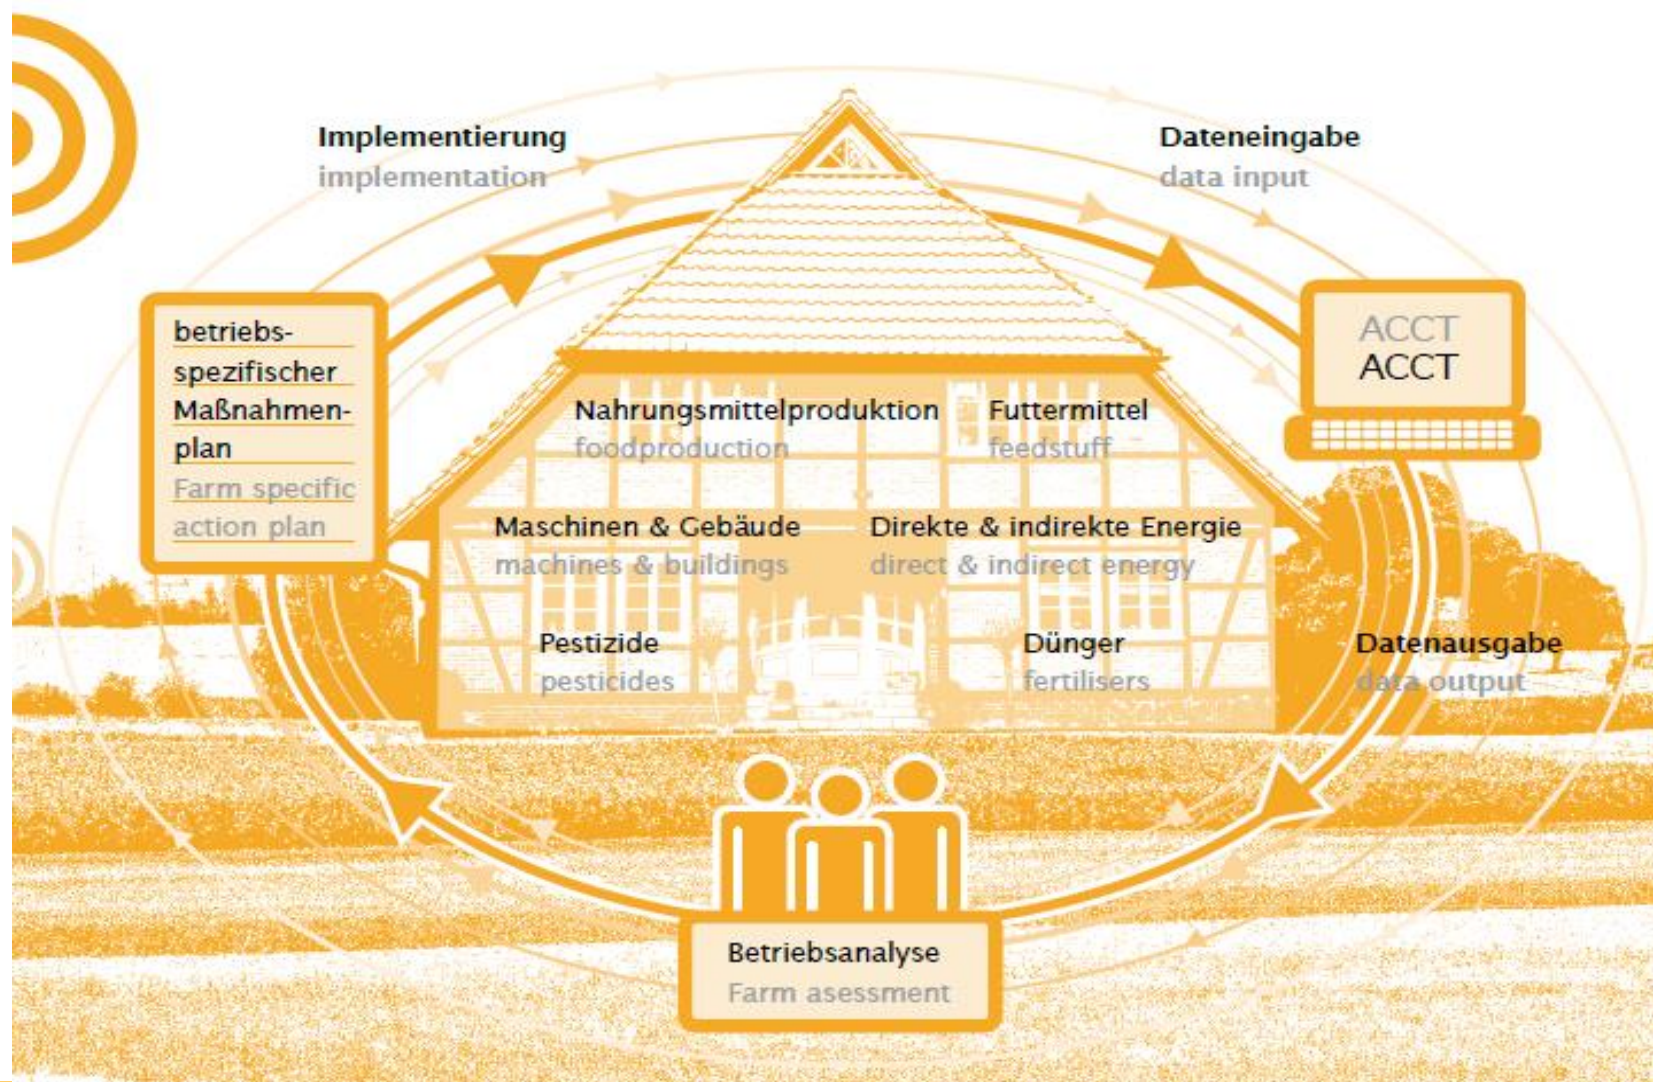 Implementierung
implementation
Dateneingabe
data input
betriebs-
spezifischer
Maßnahmen-
plan
Farm specific
action plan
ACCT
ACCT
Nahrungsmittelproduktion
foodproduction
Futtermittel
feedstuff
Maschinen & Gebäude
machines & buildings
Direkte & indirekte Energie
direct & indirect energy
Pestizide
pesticides
Dünger
fertilisers
Datenausgabe
data output
Betriebsanalyse
Farm asessment